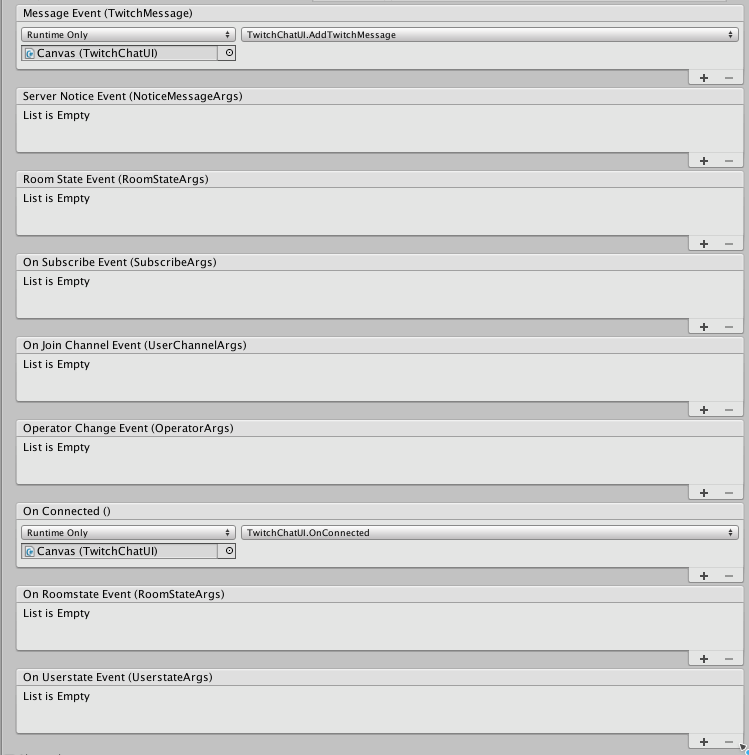 Message Event (TwitchMessage)
Runtime Only TwitchChatUI.AddTwitchMessage
Canvas (TwitchChatUI)
Server Notice Event (NoticeMessageArgs)
List is Empty
Room State Event (RoomStateArgs)
List is Empty
On Subscribe Event (SubscribeArgs)
List is Empty
On Join Channel Event (UserChannelArgs)
List is Empty
Operator Change Event (OperatorArgs)
List is Empty
On Connected ()
Runtime Only TwitchChatUI.OnConnected
Canvas (TwitchChatUI)
On Roomstate Event (RoomStateArgs)
List is Empty
On Userstate Event (UserstateArgs)
List is Empty